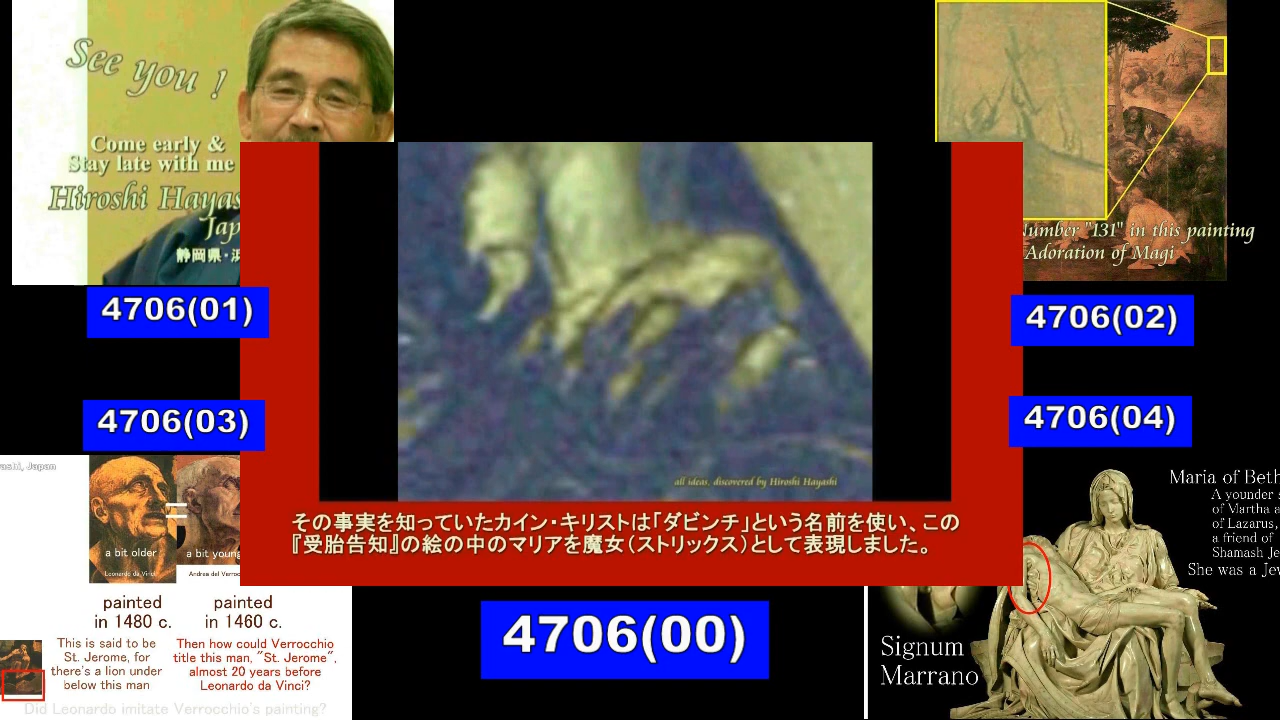 See you !
Come early &
Stay late with me
Hiroshi Hayas
Jap
静岡県・浜
4706(01)
Number "131" in this painting
Adoration of Magi
4706(02)
all ideas, discovered by Hiroshi Hayashi
その事実を知っていたカイン・キリストは「ダビンチ」という名前を使い、この
『受胎告知』の絵の中のマリアを魔女(ストリックス)として表現しました。
4706(03)
ashi, Japan
a bit older
Leonardo da Vinci
=
a bit young
Andrea del Verroc
painted
in 1480 c.
painted
in 1460 c.
This is said to be
St. Jerome, for
there's a lion under
below this man
Then how could Verrocchio
title this man, "St. Jerome",
almost 20 years before
Leonardo da Vinci?
Did Leonardo imitate Verrocchio's painting?
4706(00)
4706(04)
Maria of Beth
A younder
of Martha a
of Lazarus,
a friend of
Shamash Je
She was a Jew
Signum
Marrano